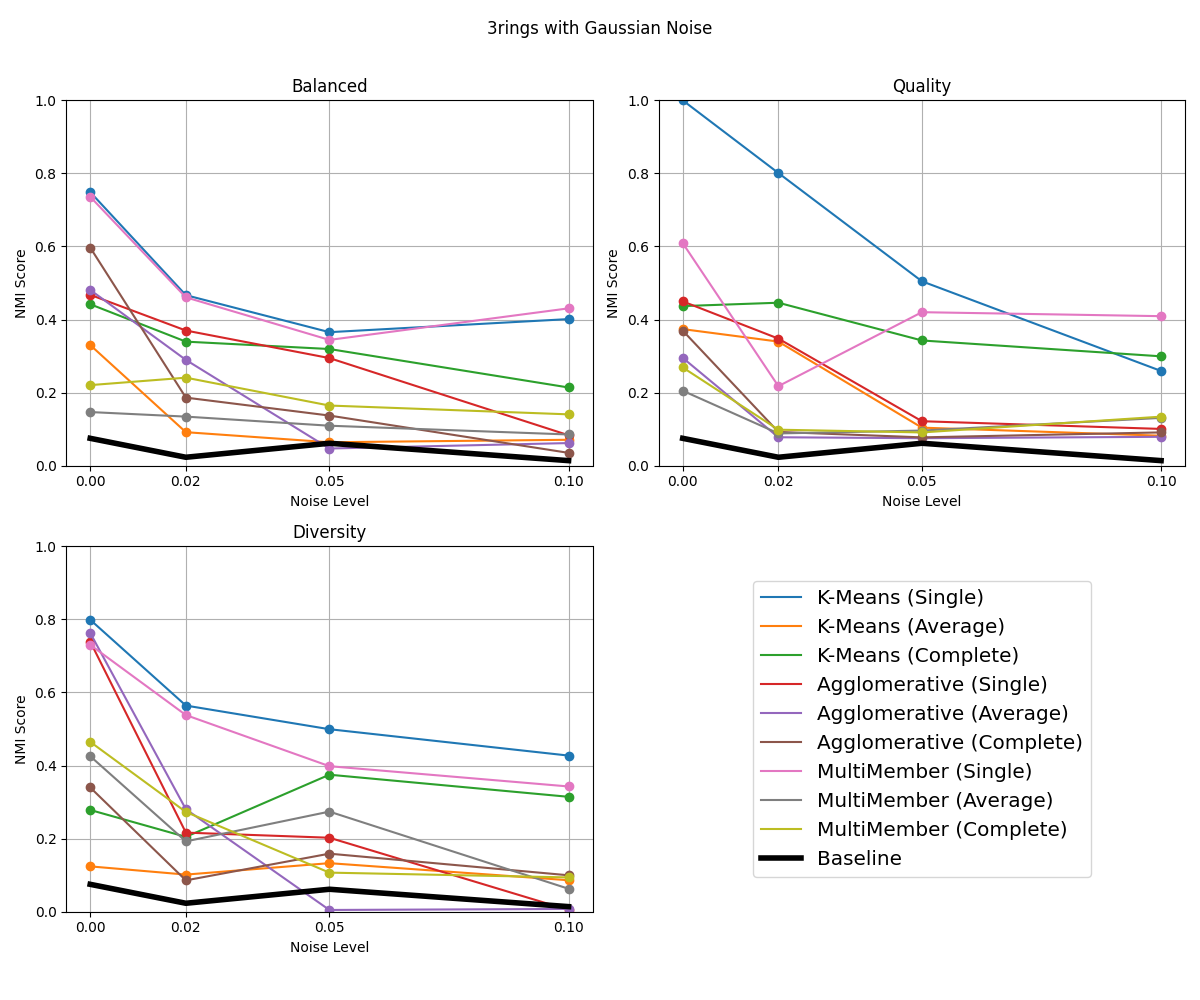 3rings with Gaussian Noise
Balanced
NMI Score
1.0
0.8
0.6
0.4
0.2
0.0
0.00
0.02
0.05
0.10
Noise Level
Quality
NMI Score
1.0
0.8
0.6
0.4
0.2
0.0
0.00
0.02
0.05
0.10
Noise Level
Diversity
NMI Score
1.0
0.8
0.6
0.4
0.2
0.0
0.00
0.02
0.05
0.10
Noise Level
K-Means (Single)
K-Means (Average)
K-Means (Complete)
Agglomerative (Single)
Agglomerative (Average)
Agglomerative (Complete)
MultiMember (Single)
MultiMember (Average)
MultiMember (Complete)
Baseline